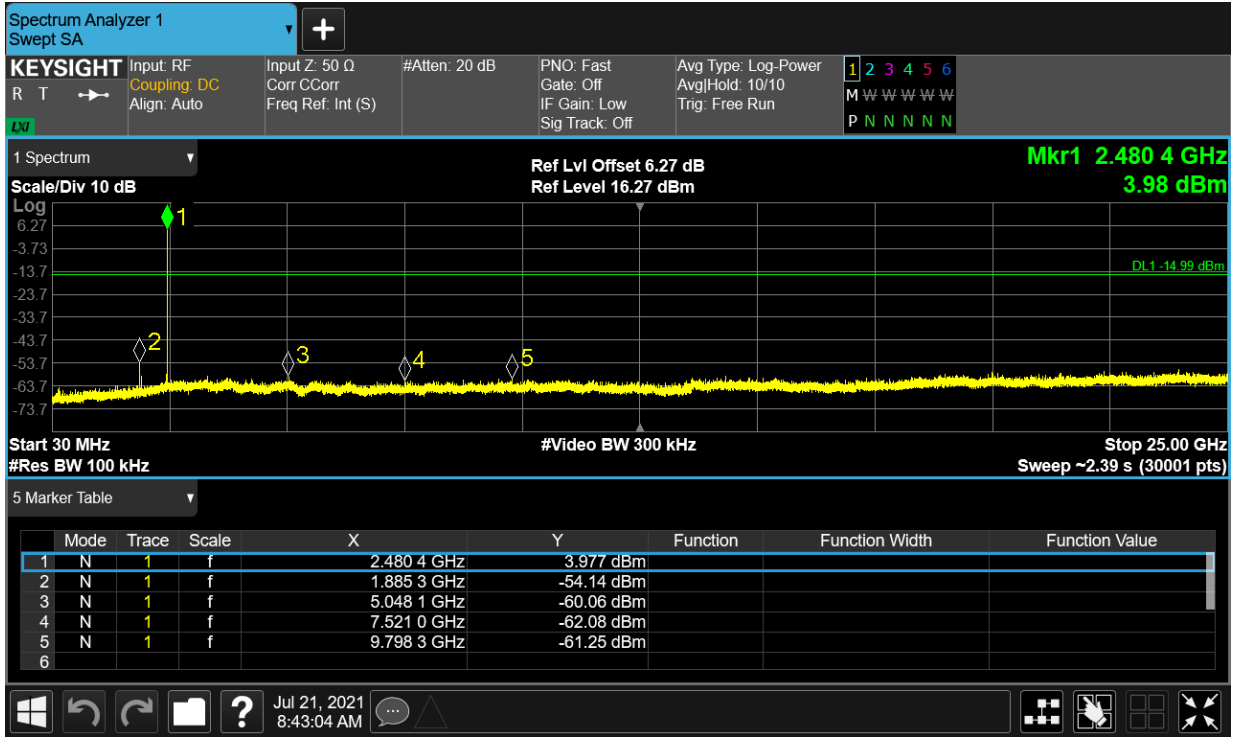 Spectrum Analyzer 1
Swept SA
KEYSIGHT Input: RF Input Z: 50 Ω #Atten: 20 dB PNO: Fast Avg Type: Log-Power 1 2 3 4 5 6
R T Coupling: DC Corr CCorr Gate: Off Avg|Hold: 10/10 M W W W W W
Align: Auto Freq Ref: Int (S) IF Gain: Low Trig: Free Run
LXI Sig Track: Off P N N N N N N
1 Spectrum Ref Lvl Offset 6.27 dB Mkr1 2.480 4 GHz
Scale/Div 10 dB Ref Level 16.27 dBm 3.98 dBm
Log
1
6.27
-3.73
-13.7 DL1 -14.99 dBm
-23.7
-33.7
-43.7 2
-53.7 3 4 5
-63.7
-73.7
Start 30 MHz #Video BW 300 kHz Stop 25.00 GHz
#Res BW 100 kHz Sweep ~2.39 s (30001 pts)
5 Marker Table
Mode Trace Scale X Y Function Function Width Function Value
1 N 1 f 2.480 4 GHz 3.977 dBm
2 N 1 f 1.885 3 GHz -54.14 dBm
3 N 1 f 5.048 1 GHz -60.06 dBm
4 N 1 f 7.521 0 GHz -62.08 dBm
5 N 1 f 9.798 3 GHz -61.25 dBm
6
? Jul 21, 2021
8:43:04 AM